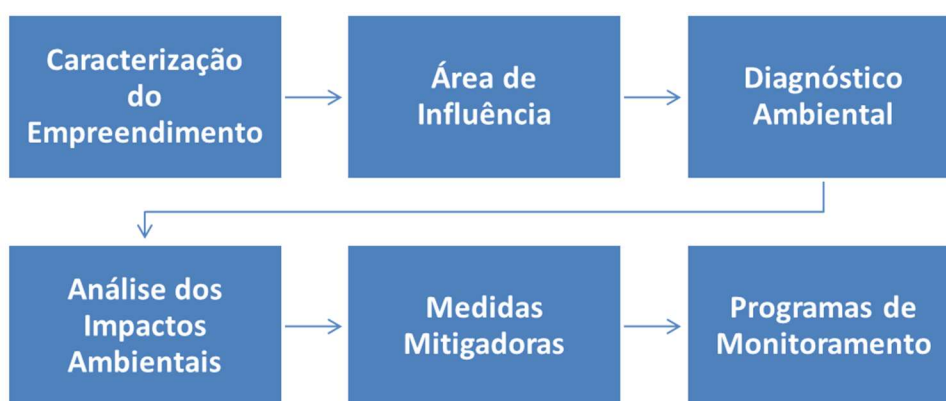 Caracterização
do
Empreendimento
Área de
Influência
Diagnóstico
Ambiental
Análise dos
Impactos
Ambientais
Medidas
Mitigadoras
Programas de
Monitoramento